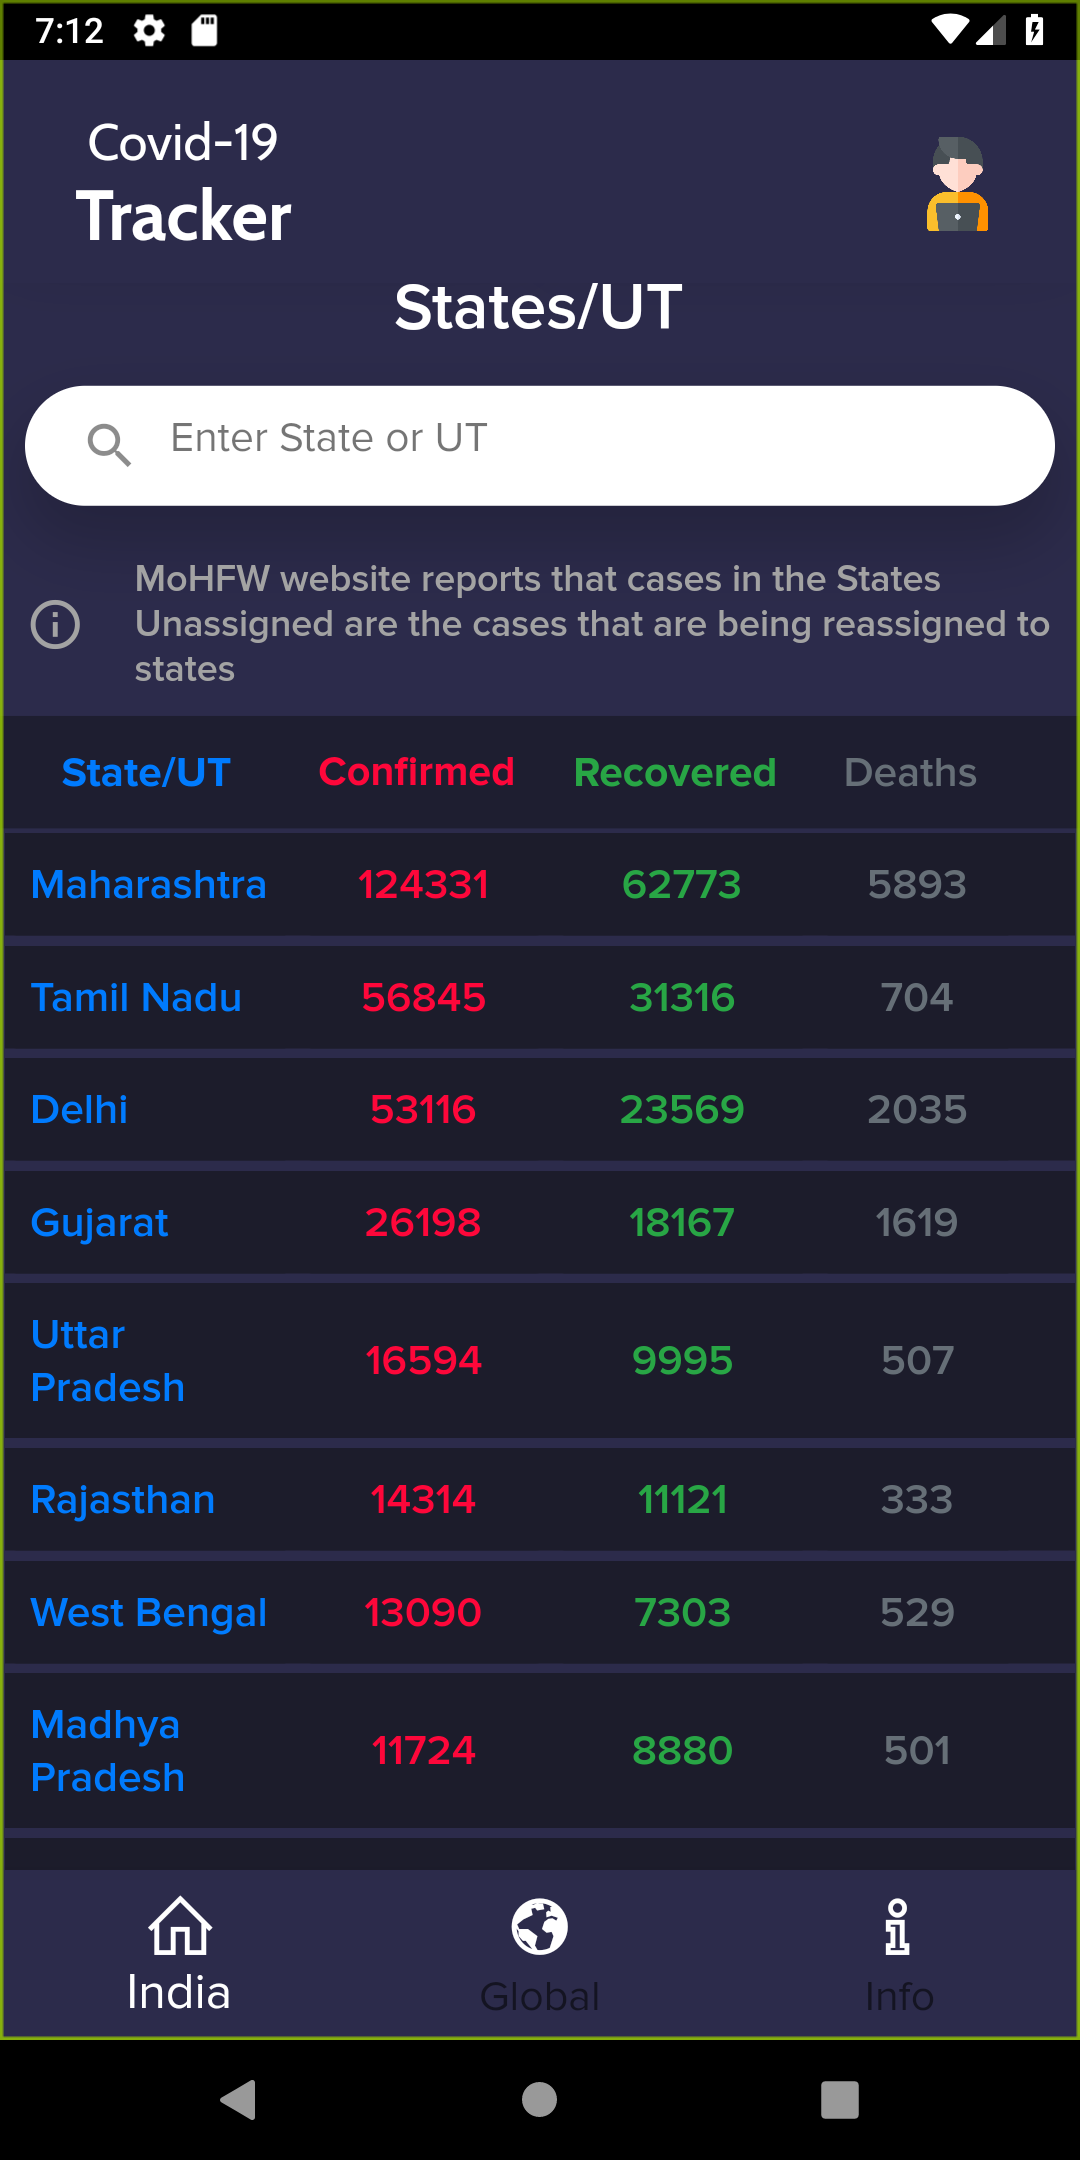 7:12
Covid-19
Tracker
States/UT
Enter State or UT
MoHFW website reports that cases in the States
Unassigned are the cases that are being reassigned to
states
State/UT Confirmed Recovered Deaths
Maharashtra 124331 62773 5893
Tamil Nadu 56845 31316 704
Delhi 53116 23569 2035
Gujarat 26198 18167 1619
Uttar
Pradesh 16594 9995 507
Rajasthan 14314 11121 333
West Bengal 13090 7303 529
Madhya
Pradesh 11724 8880 501
India Global Info